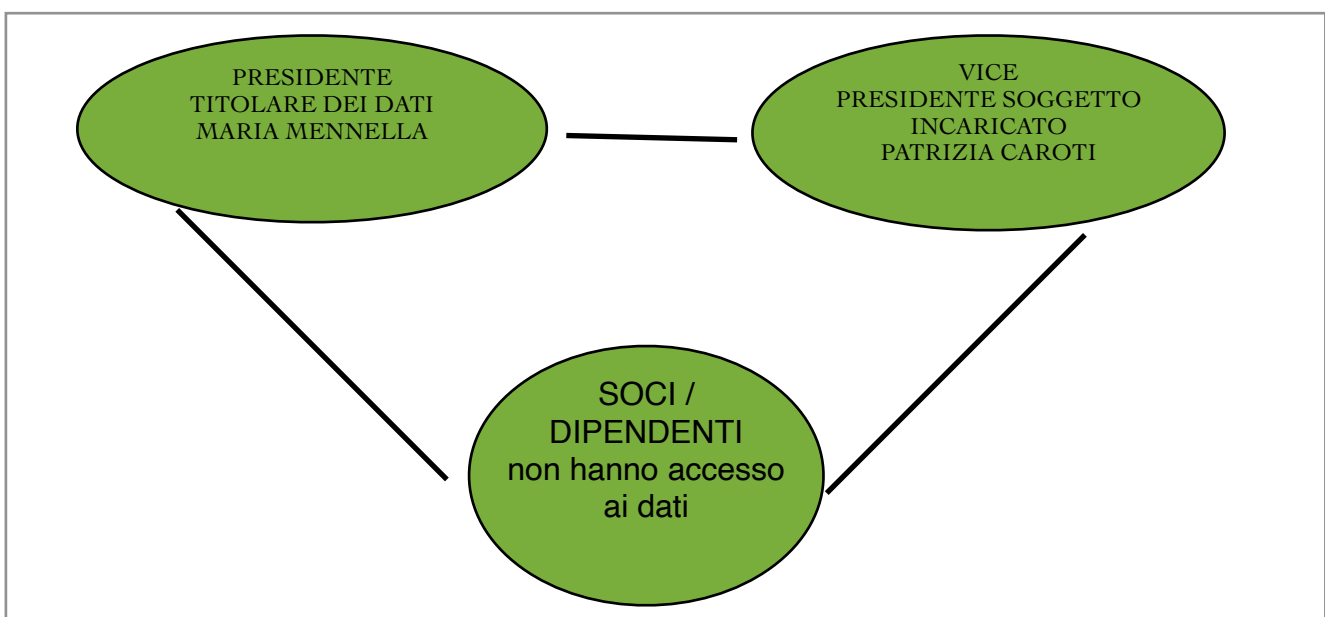 PRESIDENTE
TITOLARE DEI DATI
MARIA MENNELLA
VICE
PRESIDENTE SOGGETTO
INCARICATO
PATRIZIA CAROTI
SOCI /
DIPENDENTI
non hanno accesso
ai dati